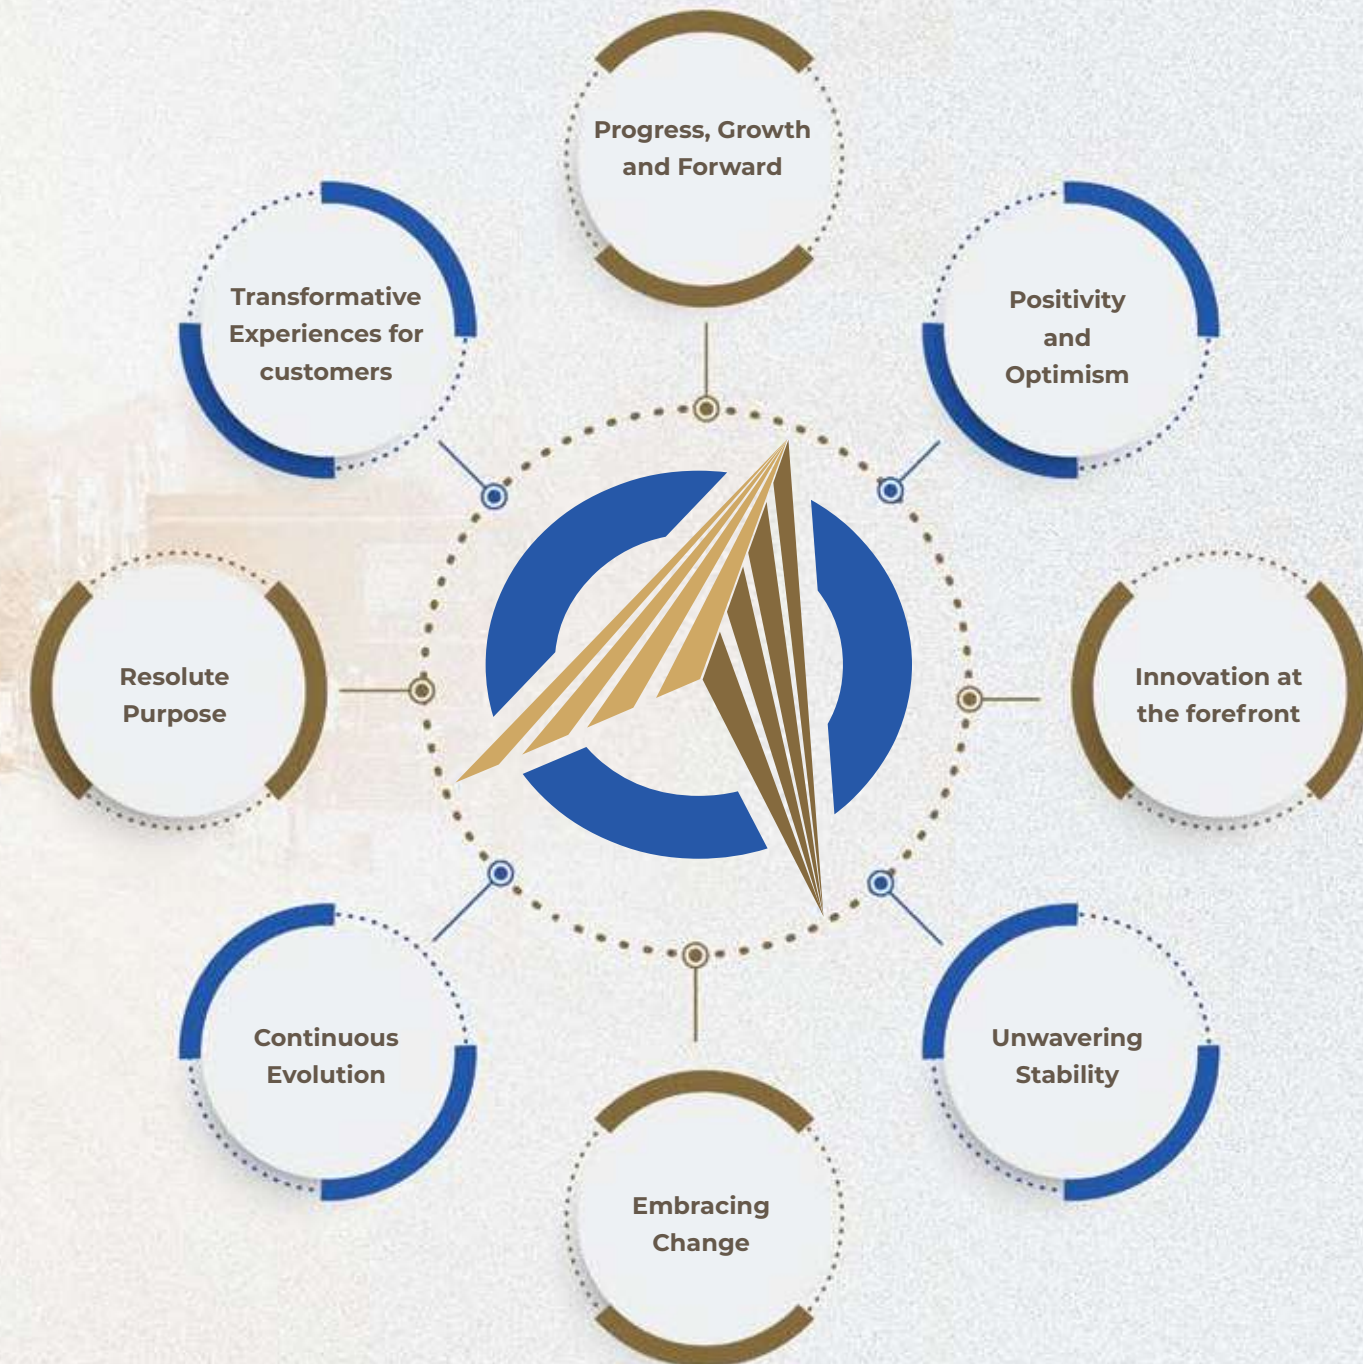 Progress, Growth
and Forward
Transformative
Experiences for
customers
Positivity
and
Optimism
Resolute
Purpose
Innovation at
the forefront
Continuous
Evolution
Unwavering
Stability
Embracing
Change